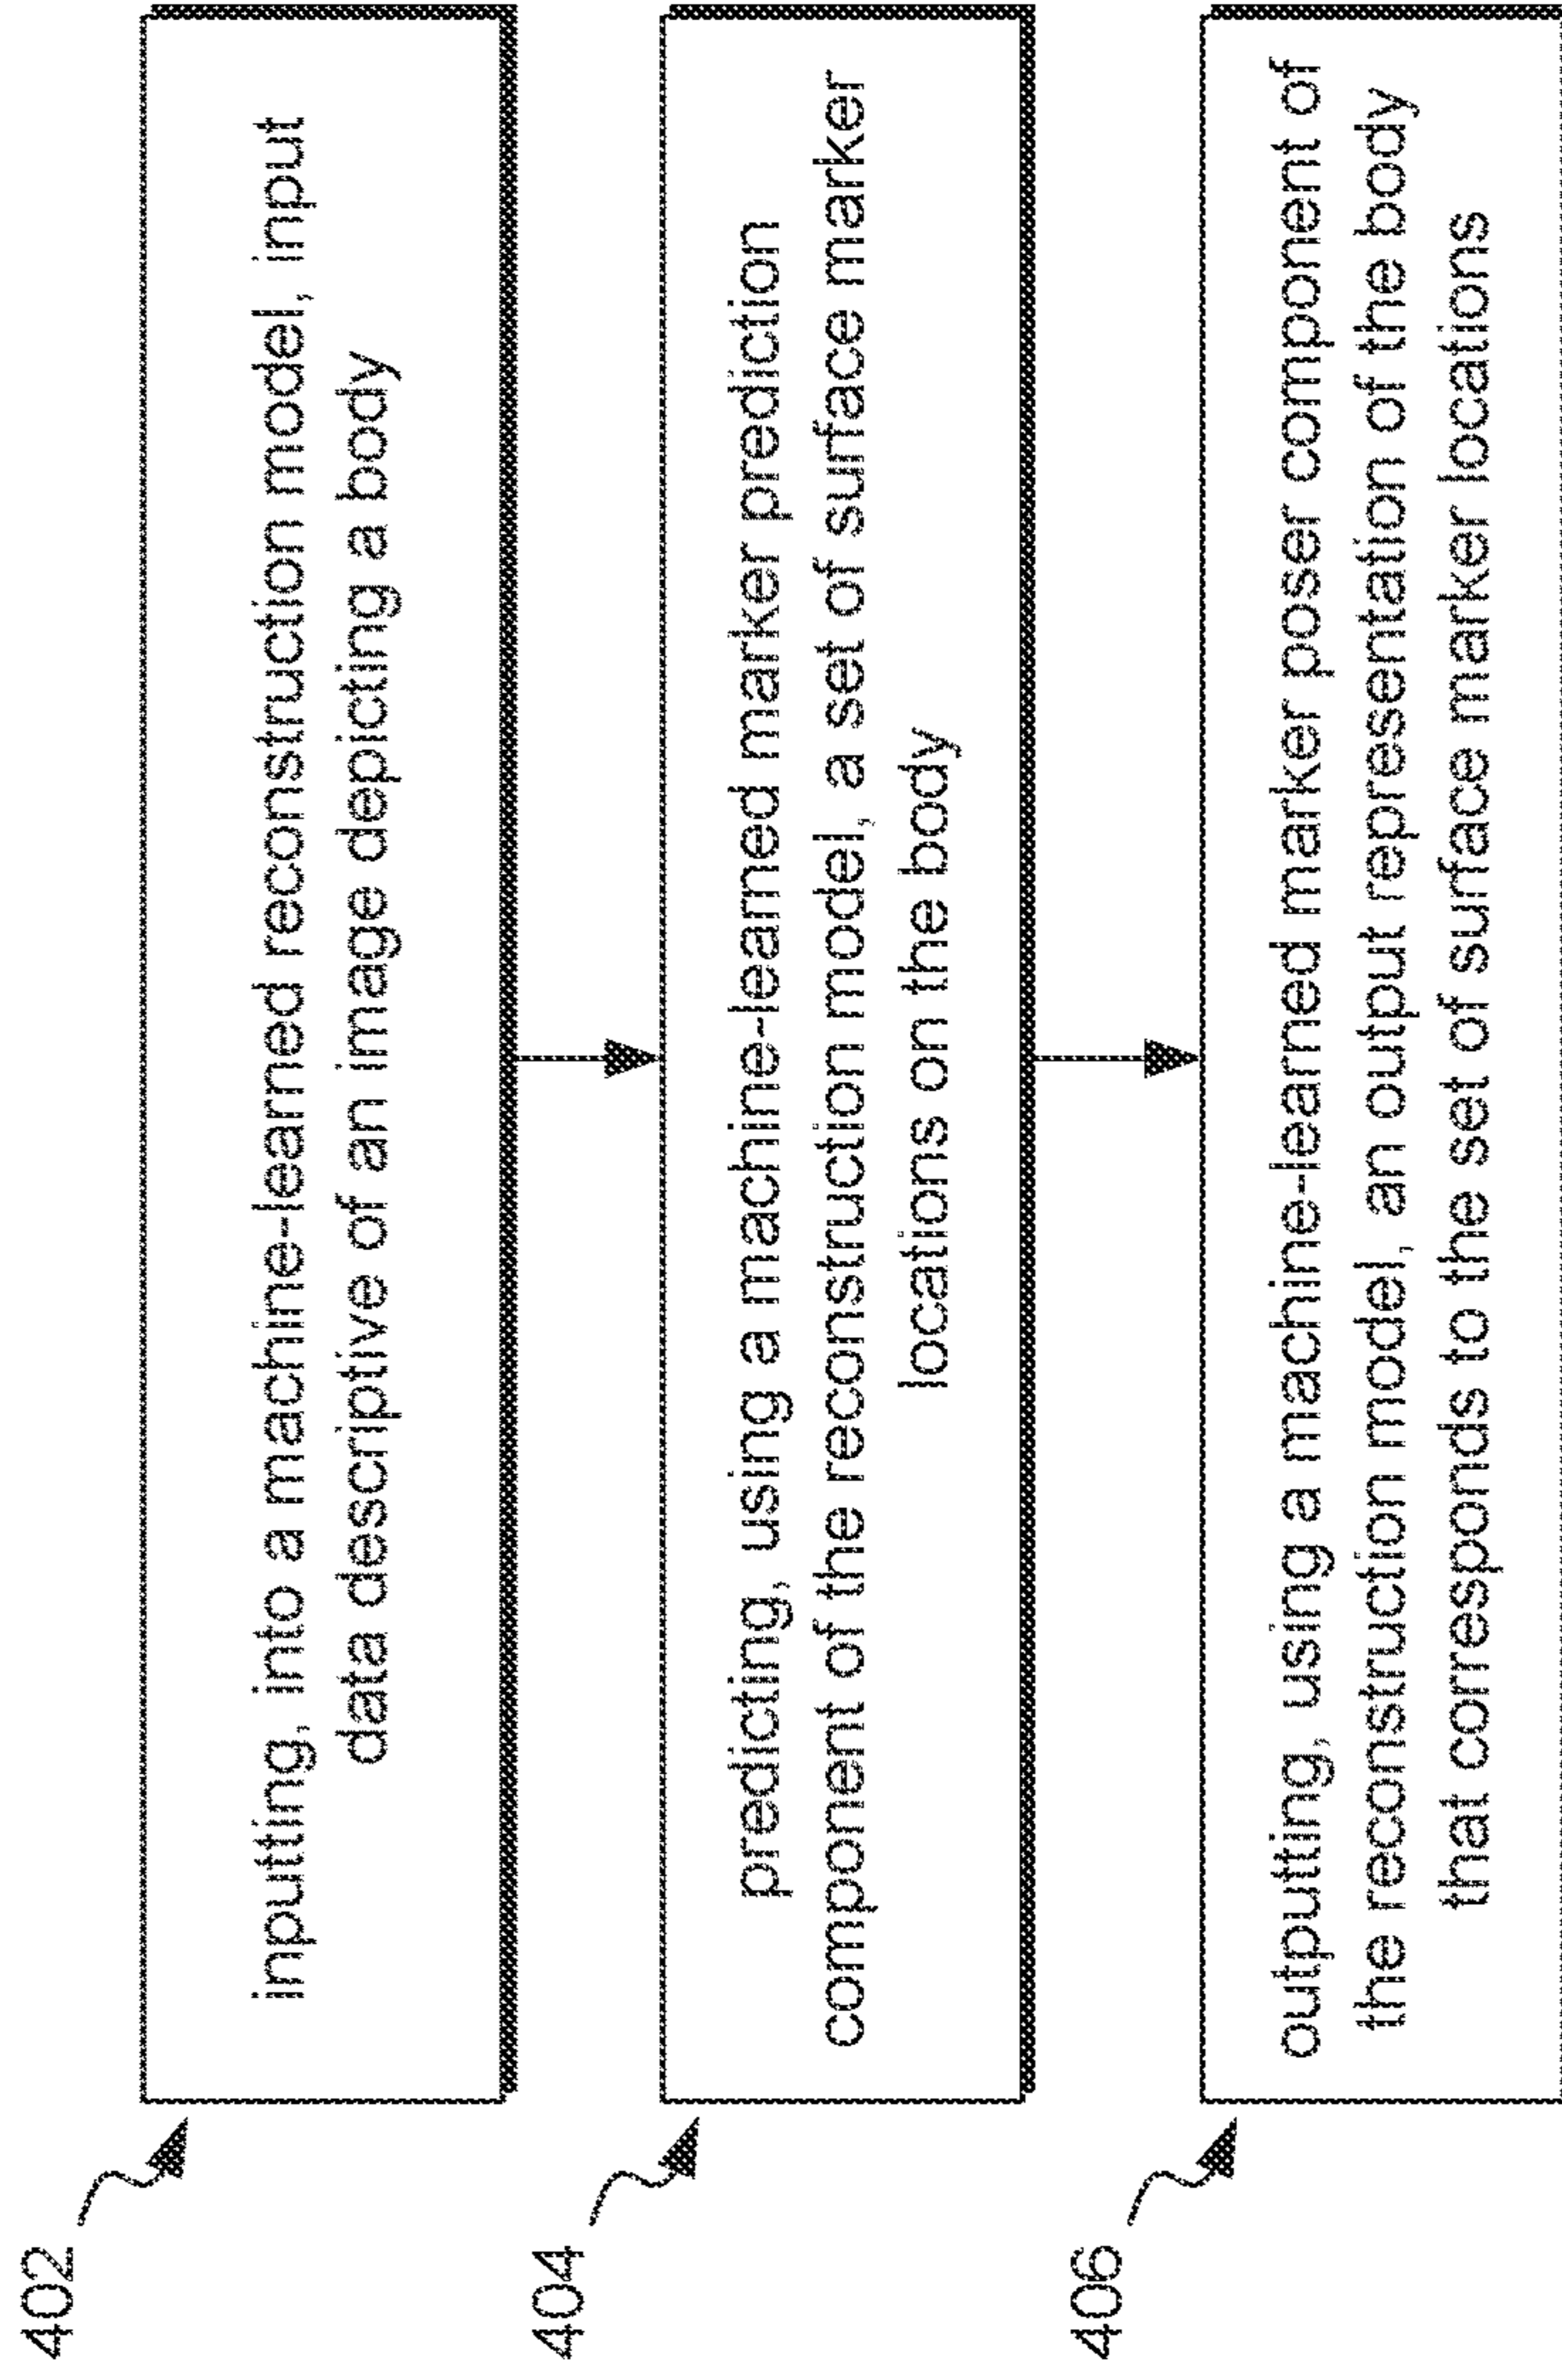 402
inputting, into a machine-learned reconstruction model, input
data descriptive of an image depicting a body
404
predicting, using a machine-learned marker prediction
component of the reconstruction model, a set of surface marker
locations on the body
406
outputting, using a machine-learned marker poser component of
the reconstruction model, an output representation of the body
that corresponds to the set of surface marker locations